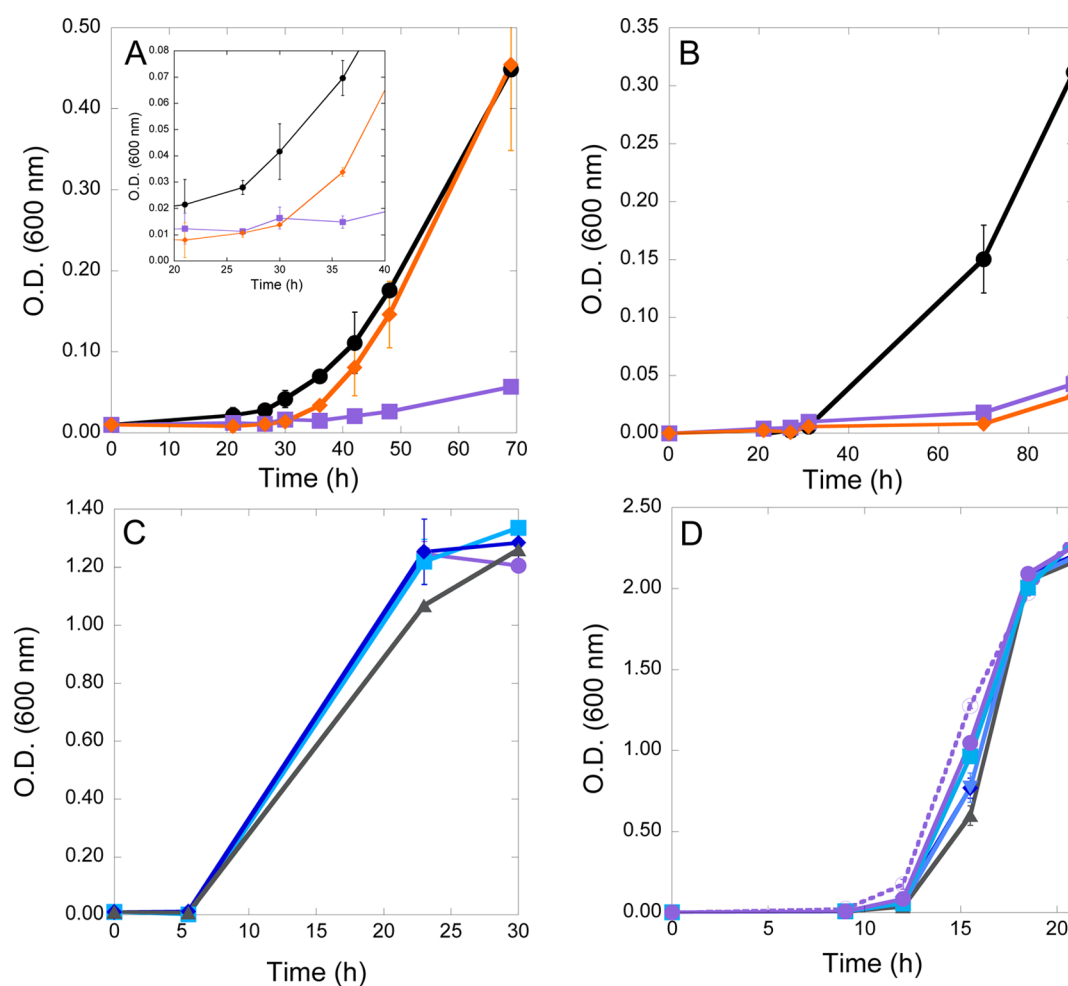 A
O.D. (600 nm)
0.50
0.40
0.30
0.20
0.10
0.00
0 10 20 30 40 50 60 70
Time (h)
O.D. (600 nm)
0.08
0.07
0.06
0.05
0.04
0.03
0.02
0.01
0.00
20 25 30 35 40
Time (h)
B
O.D. (600 nm)
0.35
0.30
0.25
0.20
0.15
0.10
0.05
0.00
0 20 40 60 80
Time (h)
C
O.D. (600 nm)
1.40
1.20
1.00
0.80
0.60
0.40
0.20
0.00
0 5 10 15 20 25 30
Time (h)
D
O.D. (600 nm)
2.50
2.00
1.50
1.00
0.50
0.00
0 5 10 15 20
Time (h)